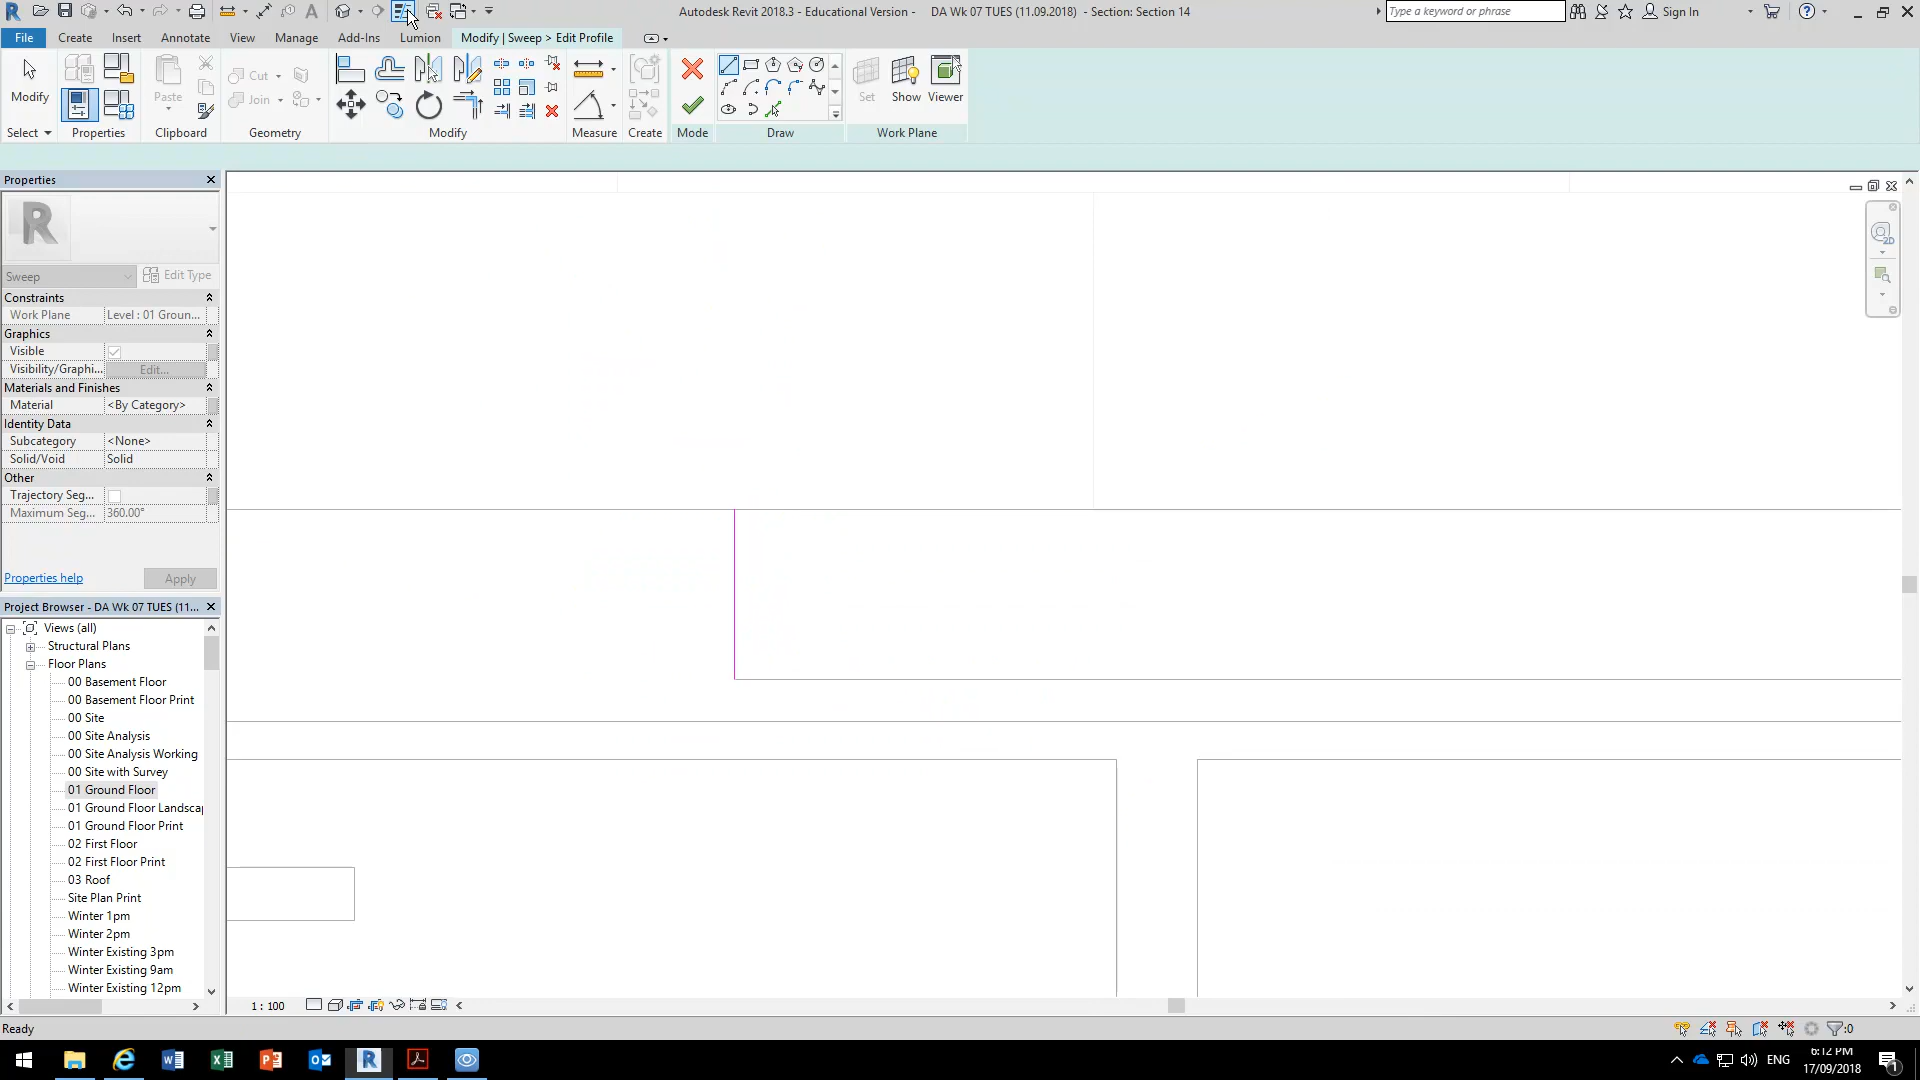 Autodesk Revit 2018.3 - Educational Version - DA Wk 07 TUES (11.09.2018) - Section: Section 14
Type a keyword or phrase
Sign In
File
Create
Insert
Annotate
View
Manage
Add-Ins
Lumion
Modify | Sweep > Edit Profile
Modify
Paste
Cut
Join
Set
Show
Viewer
Select
Properties
Clipboard
Geometry
Modify
Measure
Create
Mode
Draw
Work Plane
Properties
Sweep
Edit Type
Constraints
Work Plane Level : 01 Groun...
Graphics
Visible
Visibility/Graphi... Edit...
Materials and Finishes
Material <By Category>
Identity Data
Subcategory <None>
Solid/Void Solid
Other
Trajectory Seg...
Maximum Seg... 360.00°
Properties help
Apply
Project Browser - DA Wk 07 TUES (11...
Views (all)
Structural Plans
Floor Plans
00 Basement Floor
00 Basement Floor Print
00 Site
00 Site Analysis
00 Site Analysis Working
00 Site with Survey
01 Ground Floor
01 Ground Floor Landscap
01 Ground Floor Print
02 First Floor
02 First Floor Print
03 Roof
Site Plan Print
Winter 1pm
Winter 2pm
Winter Existing 3pm
Winter Existing 9am
Winter Existing 12pm
2D
1 : 100
Ready
:0
ENG
6:12 PM
17/09/2018
1